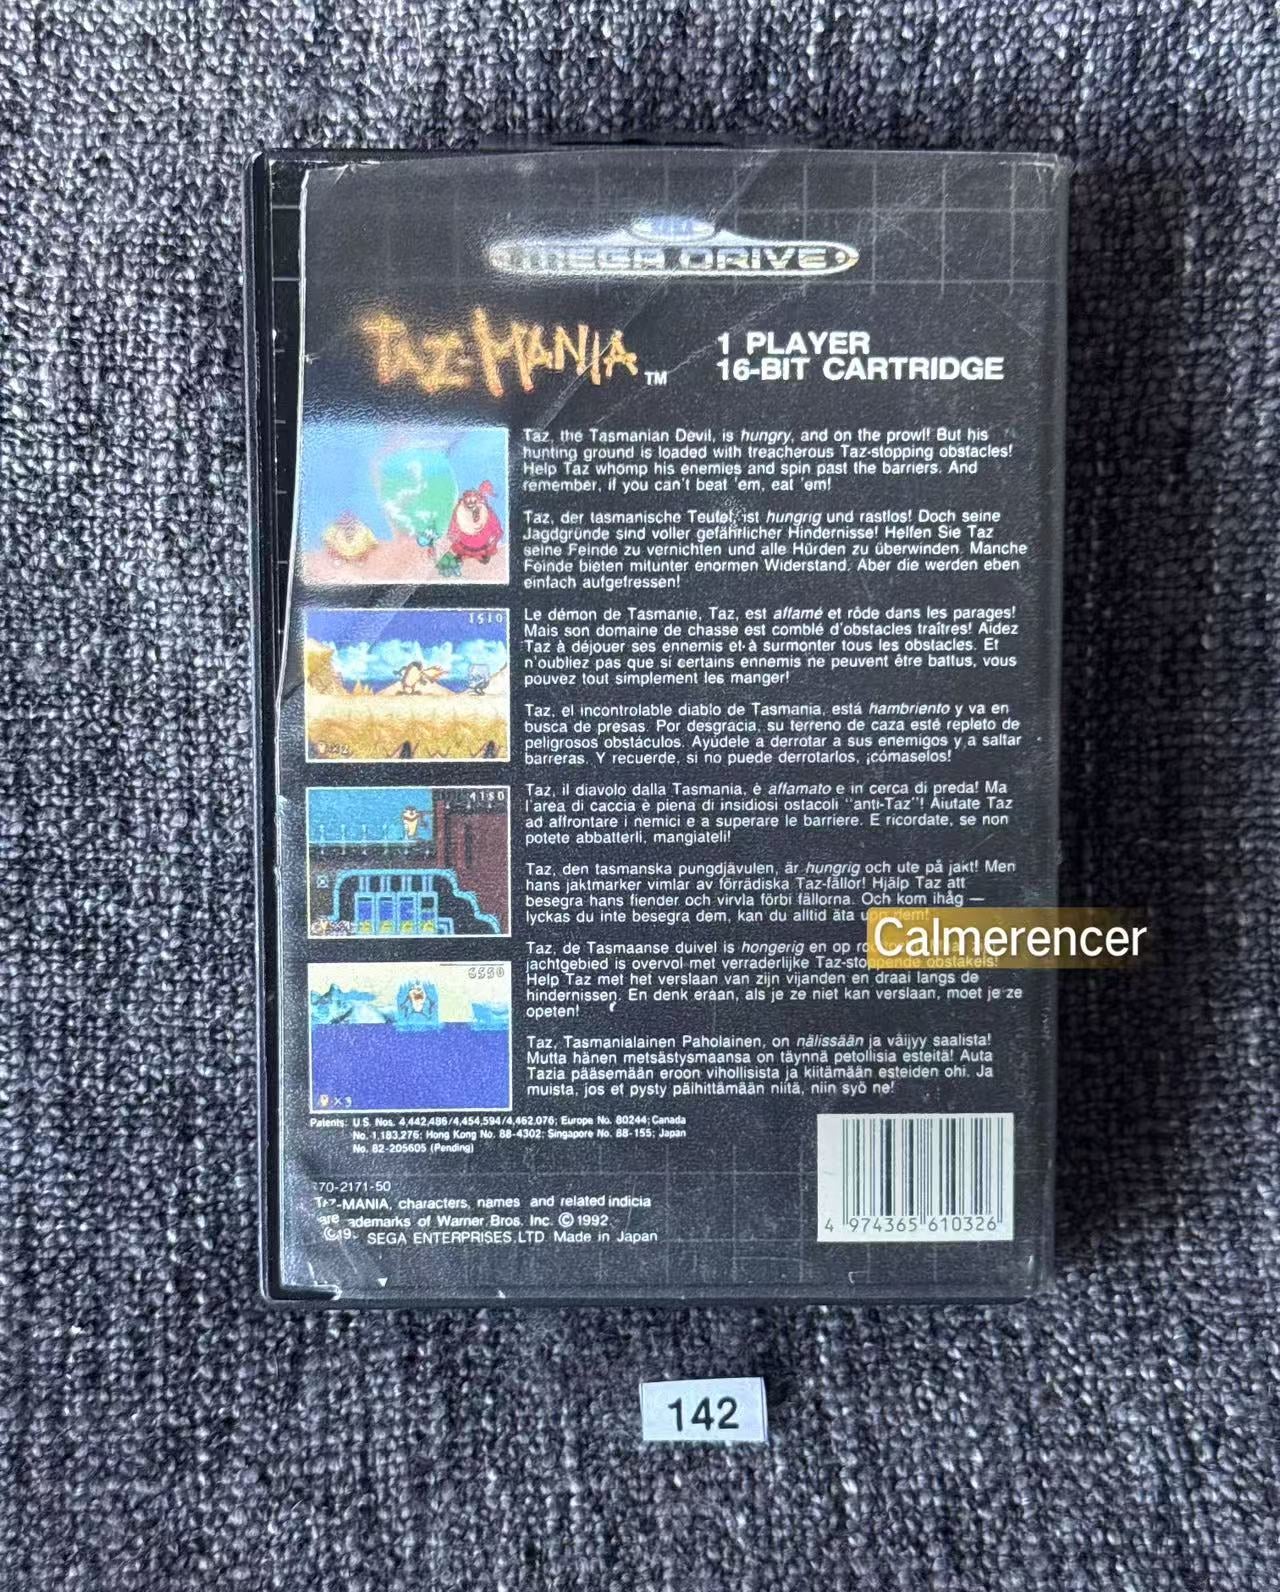 SEGA
MEGA DRIVE
TAZ-MANIA TM
1 PLAYER
16-BIT CARTRIDGE
Taz, the Tasmanian Devil, is hungry, and on the prowl! But his
hunting ground is loaded with treacherous Taz-stopping obstacles!
Help Taz whomp his enemies and spin past the barriers. And
remember, if you can't beat 'em, eat 'em!
Taz, der tasmanische Teufel, ist hungrig und rastlos! Doch seine
Jagdgründe sind voller gefährlicher Hindernisse! Helfen Sie Taz
seine Feinde zu vernichten und alle Hürden zu überwinden. Manche
Feinde bieten mitunter enormen Widerstand. Aber die werden eben
einfach aufgefressen!
1510
×2
Le démon de Tasmanie, Taz, est affamé et rôde dans les parages!
Mais son domaine de chasse est comblé d'obstacles traîtres! Aidez
Taz à déjouer ses ennemis et à surmonter tous les obstacles. Et
n'oubliez pas que si certains ennemis ne peuvent être battus, vous
pouvez tout simplement les manger!
Taz, el incontrolable diablo de Tasmania, está hambriento y va en
busca de presas. Por desgracia, su terreno de caza esté repleto de
peligrosos obstáculos. Ayúdele a derrotar a sus enemigos y a saltar
barreras. Y recuerde, si no puede derrotarlos, ¡cómaselos!
4180
Taz, il diavolo dalla Tasmania, è affamato e in cerca di preda! Ma
l'area di caccia è piena di insidiosi ostacoli "anti-Taz"! Aiutate Taz
ad affrontare i nemici e a superare le barriere. E ricordate, se non
potete abbatterli, mangiateli!
Taz, den tasmanska pungdjävulen, är hungrig och ute på jakt! Men
hans jaktmarker vimlar av förrädiska Taz-fällor! Hjälp Taz att
besegra hans fiender och virvla förbi fällorna. Och kom ihåg —
lyckas du inte besegra dem, kan du alltid äta upp dem!
Calmerencer
Taz, de Tasmaanse duivel is hongerig en op
jachtgebied is overvol met verraderlijke Taz-stoppende obstakels!
Help Taz met het verslaan van zijn vijanden en draai langs de
hindernissen. En denk eraan, als je ze niet kan verslaan, moet je ze
opeten!
×3
Taz, Tasmanialainen Paholainen, on nälissään ja väijyy saalista!
Mutta hänen metsästysmaansa on täynnä petollisia esteitä! Auta
Tazia pääsemään eroon vihollisista ja kiitämään esteiden ohi. Ja
muista, jos et pysty päihittämään niitä, niin syö ne!
Patents: U.S. Nos. 4,442,486/4,454,594/4,462,076; Europe No. 80244; Canada
No. 1,183,276; Hong Kong No. 88-4302; Singapore No. 88-155; Japan
No. 82-205605 (Pending)
70-2171-50
-MANIA, characters, names and related indicia
are ademarks of Warner Bros. Inc. ©1992
©19 SEGA ENTERPRISES.LTD Made in Japan
4 974365 610326
142